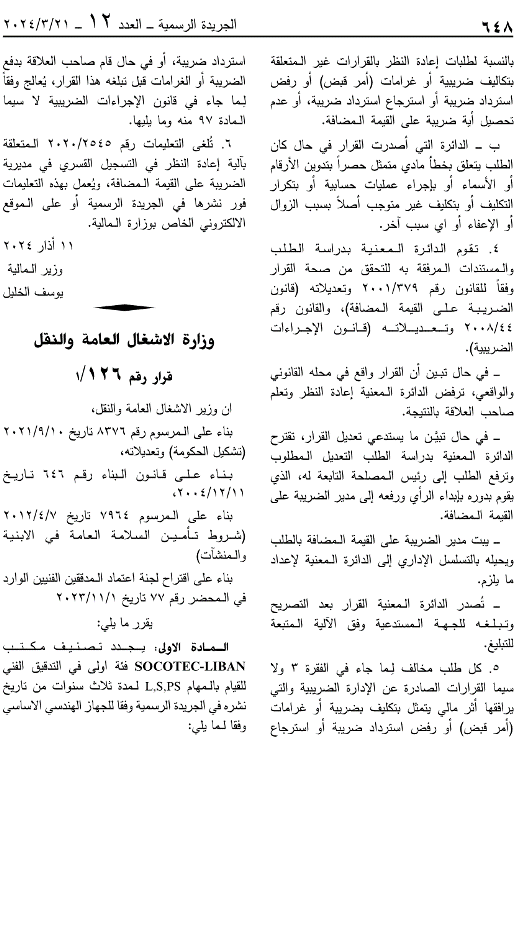 ٦٤٨
الجريدة الرسمية ــ العدد ١٢ ــ ٢٠٢٤/٣/٢١
بالنسبة لطلبات إعادة النظر بالقرارات غير المتعلقة
بتكاليف ضريبية أو غرامات (أمر قبض) أو رفض
استرداد ضريبة أو استرجاع استرداد ضريبة، أو عدم
تحصيل أية ضريبة على القيمة المضافة.
ب ــ الدائرة التي أصدرت القرار في حال كان
الطلب يتعلق بخطأ مادي متمثل حصراً بتدوين الأرقام
أو الأسماء أو بإجراء عمليات حسابية أو بتكرار
التكليف أو بتكليف غير متوجب أصلاً بسبب الزوال
أو الإعفاء أو اي سبب آخر.
٤. تقوم الدائرة المعنية بدراسة الطلب
والمستندات المرفقة به للتحقق من صحة القرار
وفقاً للقانون رقم ٢٠٠١/٣٧٩ وتعديلاته (قانون
الضريبة على القيمة المضافة)، والقانون رقم
٢٠٠٨/٤٤ وتعديلاته (قانون الإجراءات
الضريبية).
ــ في حال تبين أن القرار واقع في محله القانوني
والواقعي، ترفض الدائرة المعنية إعادة النظر وتعلم
صاحب العلاقة بالنتيجة.
ــ في حال تبيّن ما يستدعي تعديل القرار، تقترح
الدائرة المعنية بدراسة الطلب التعديل المطلوب
وترفع الطلب إلى رئيس المصلحة التابعة له، الذي
يقوم بدوره بإبداء الرأي ورفعه إلى مدير الضريبة على
القيمة المضافة.
ــ يبت مدير الضريبة على القيمة المضافة بالطلب
ويحيله بالتسلسل الإداري إلى الدائرة المعنية لإعداد
ما يلزم.
ــ تُصدر الدائرة المعنية القرار بعد التصريح
وتبلغه للجهة المستدعية وفق الآلية المتبعة
للتبليغ.
٥. كل طلب مخالف لِما جاء في الفقرة ٣ ولا
سيما القرارات الصادرة عن الإدارة الضريبية والتي
يرافقها أثر مالي يتمثل بتكليف بضريبة أو غرامات
(أمر قبض) أو رفض استرداد ضريبة أو استرجاع
استرداد ضريبة، أو في حال قام صاحب العلاقة بدفع
الضريبة أو الغرامات قبل تبلغه هذا القرار، يُعالج وفقاً
لِما جاء في قانون الإجراءات الضريبية لا سيما
المادة ٩٧ منه وما يليها.
٦. تُلغى التعليمات رقم ٢٠٢٠/٢٥٤٥ المتعلقة
بآلية إعادة النظر في التسجيل القسري في مديرية
الضريبة على القيمة المضافة، ويُعمل بهذه التعليمات
فور نشرها في الجريدة الرسمية أو على الموقع
الالكتروني الخاص بوزارة المالية.
١١ أذار ٢٠٢٤
وزير المالية
يوسف الخليل
وزارة الاشغال العامة والنقل
قرار رقم ١٢٦/١
ان وزير الاشغال العامة والنقل،
بناء على المرسوم رقم ٨٣٧٦ تاريخ ٢٠٢١/٩/١٠
(تشكيل الحكومة) وتعديلاته،
بناء على قانون البناء رقم ٦٤٦ تاريخ
٢٠٠٤/١٢/١١،
بناء على المرسوم ٧٩٦٤ تاريخ ٢٠١٢/٤/٧
(شروط تأمين السلامة العامة في الابنية
والمنشآت)
بناء على اقتراح لجنة اعتماد المدققين الفنيين الوارد
في المحضر رقم ٧٧ تاريخ ٢٠٢٣/١١/١
يقرر ما يلي:
المادة الاولى: يجدد تصنيف مكتب
SOCOTEC-LIBAN فئة اولى في التدقيق الفني
للقيام بالمهام L,S,PS لمدة ثلاث سنوات من تاريخ
نشره في الجريدة الرسمية وفقا للجهاز الهندسي الاساسي
وفقا لما يلي: